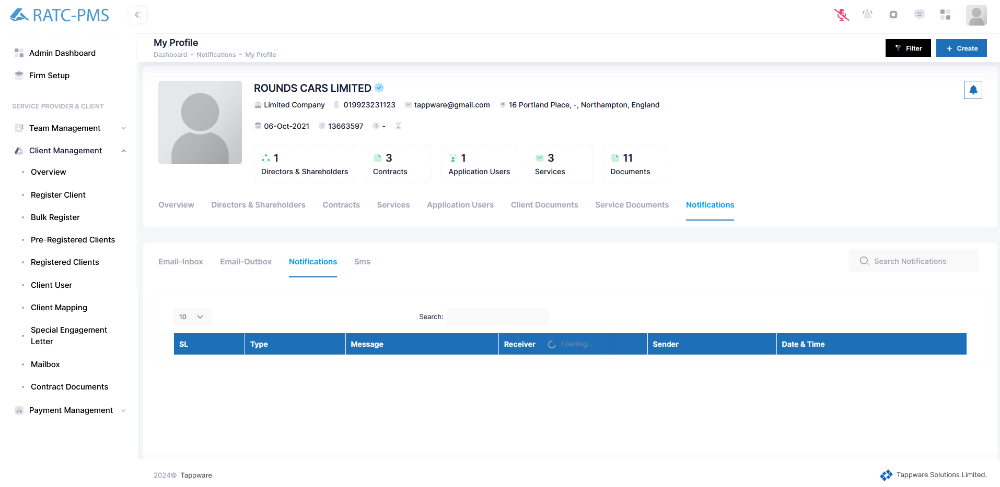 RATC-PMS
My Profile
Dashboard - Notifications - My Profile
Filter
+ Create
Admin Dashboard
Firm Setup
SERVICE PROVIDER & CLIENT
Team Management
Client Management
Overview
Register Client
Bulk Register
Pre-Registered Clients
Registered Clients
Client User
Client Mapping
Special Engagement
Letter
Mailbox
Contract Documents
Payment Management
ROUNDS CARS LIMITED
Limited Company 019923231123 tappware@gmail.com 16 Portland Place, -, Northampton, England
06-Oct-2021 13663597 -
1
Directors & Shareholders
3
Contracts
1
Application Users
3
Services
11
Documents
Overview Directors & Shareholders Contracts Services Application Users Client Documents Service Documents Notifications
Email-Inbox Email-Outbox Notifications Sms
Search Notifications
10
Search:
SL Type Message Receiver Loading... Sender Date & Time
2024© Tappware
Tappware Solutions Limited.